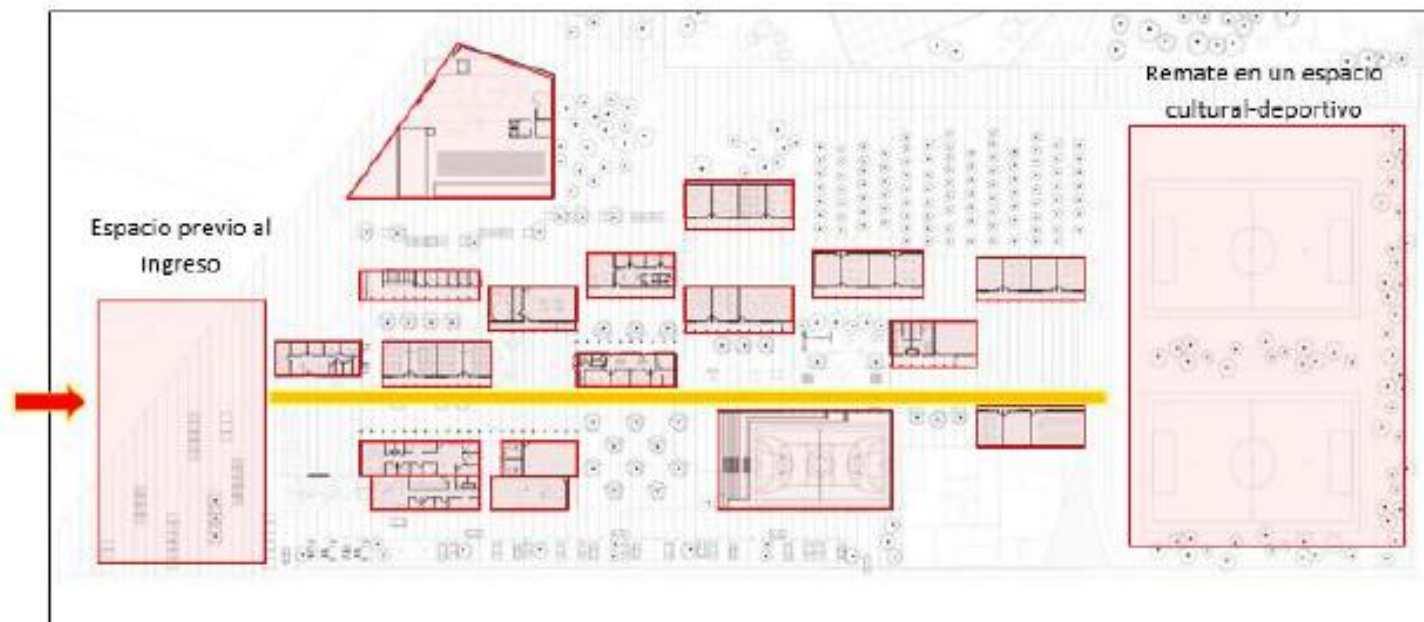 Remate en un espacio
cultural-deportivo
Espacio previo al
ingreso